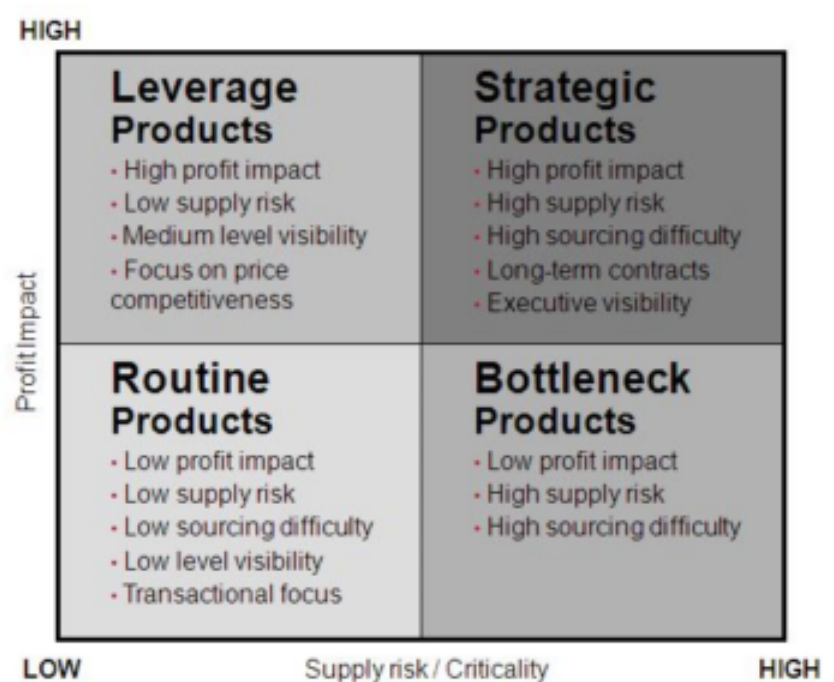 HIGH
Leverage
Products
• High profit impact
• Low supply risk
• Medium level visibility
• Focus on price
competitiveness
Strategic
Products
• High profit impact
• High supply risk
• High sourcing difficulty
• Long-term contracts
• Executive visibility
Profit Impact
Routine
Products
• Low profit impact
• Low supply risk
• Low sourcing difficulty
• Low level visibility
• Transactional focus
Bottleneck
Products
• Low profit impact
• High supply risk
• High sourcing difficulty
LOW
Supply risk / Criticality
HIGH